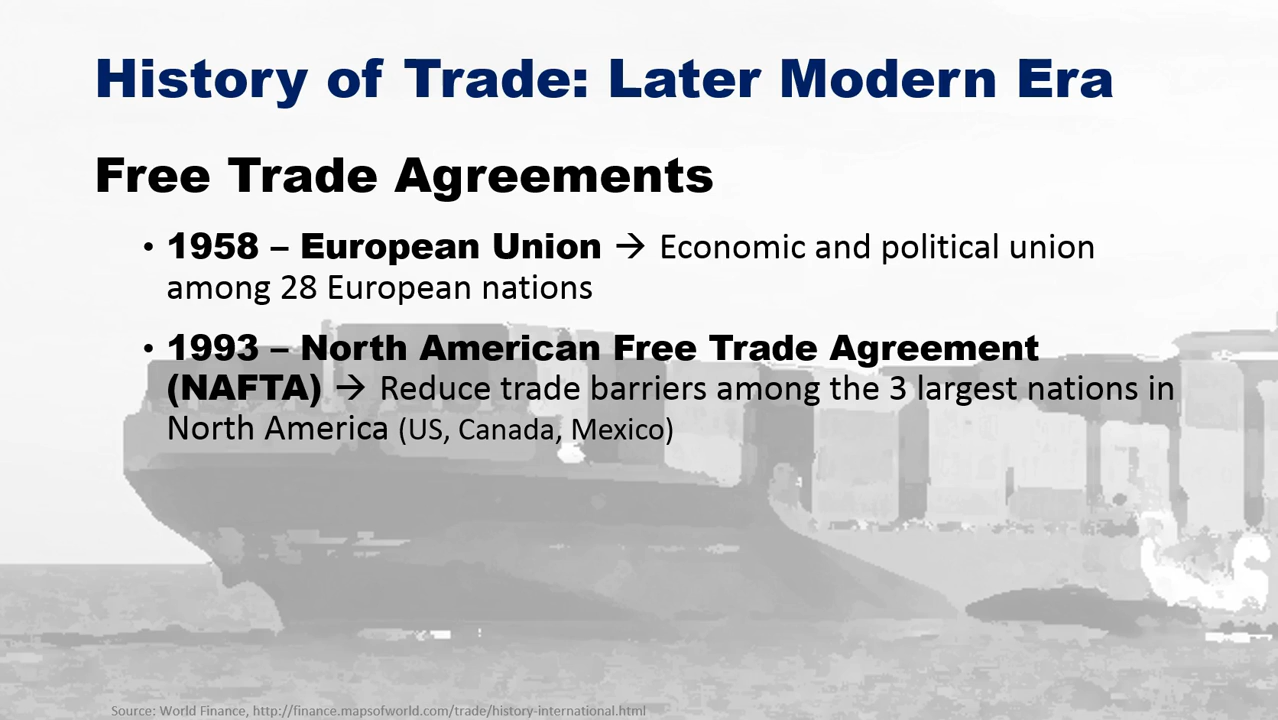 History of Trade: Later Modern Era
Free Trade Agreements
• 1958 – European Union → Economic and political union
among 28 European nations
• 1993 – North American Free Trade Agreement
(NAFTA) → Reduce trade barriers among the 3 largest nations in
North America (US, Canada, Mexico)
Source: World Finance, http://finance.mapsofworld.com/trade/history-international.html